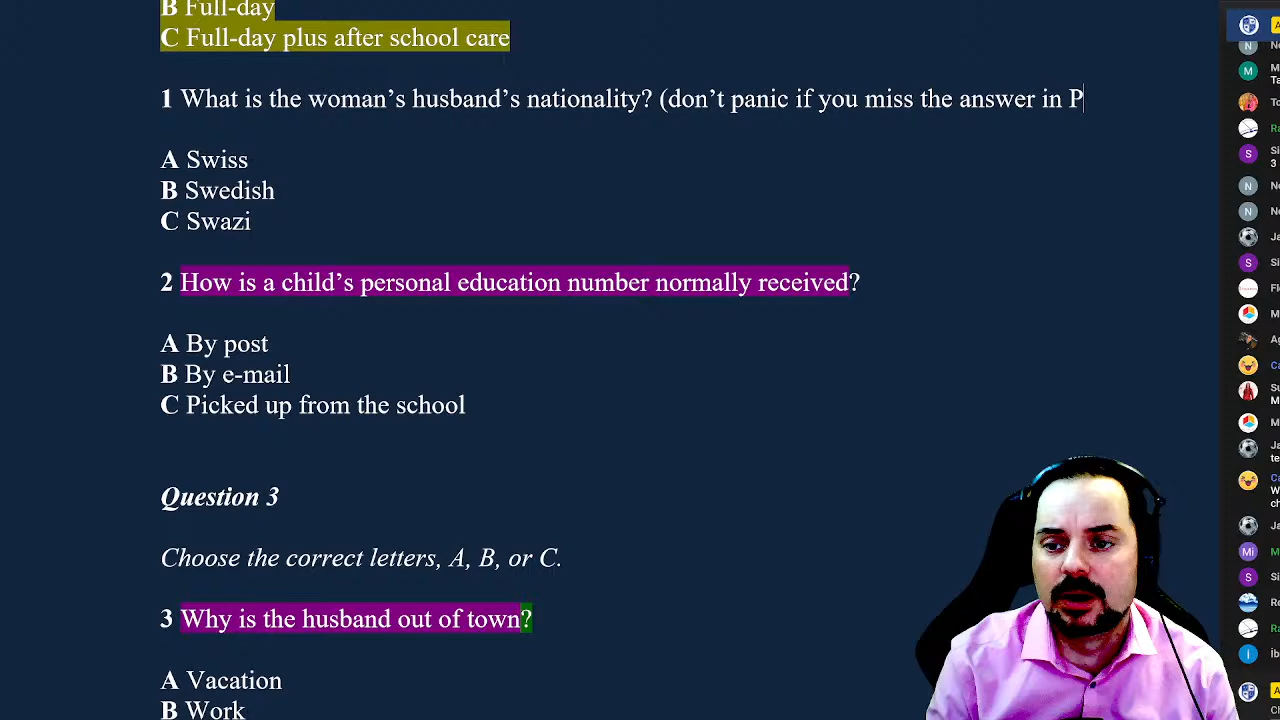 B Full-day
C Full-day plus after school care
1 What is the woman’s husband’s nationality? (don’t panic if you miss the answer in P
A Swiss
B Swedish
C Swazi
2 How is a child’s personal education number normally received?
A By post
B By e-mail
C Picked up from the school
Question 3
Choose the correct letters, A, B, or C.
3 Why is the husband out of town?
A Vacation
B Work